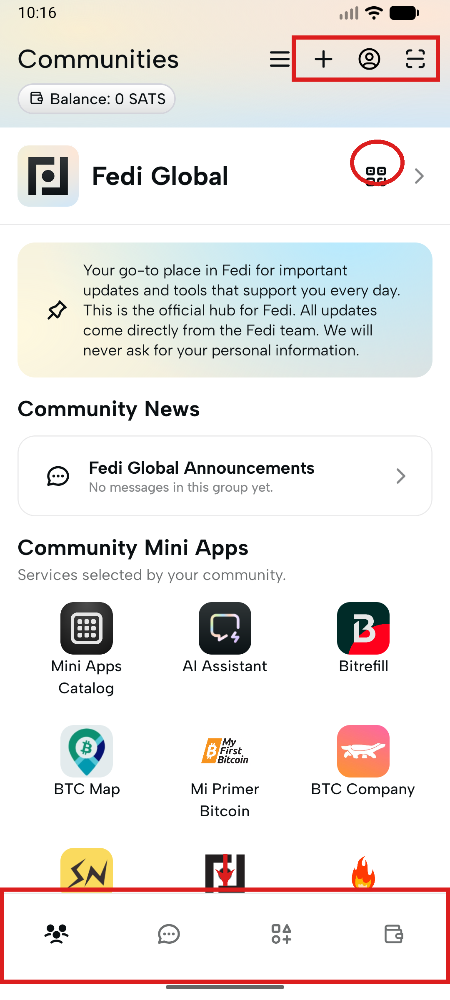 10:16
Communities
Balance: 0 SATS
Fedi Global
Your go-to place in Fedi for important
updates and tools that support you every day.
This is the official hub for Fedi. All updates
come directly from the Fedi team. We will
never ask for your personal information.
Community News
Fedi Global Announcements
No messages in this group yet.
Community Mini Apps
Services selected by your community.
Mini Apps
Catalog
AI Assistant
Bitrefill
My
First
Bitcoin
BTC Map
Mi Primer
Bitcoin
BTC Company
SN